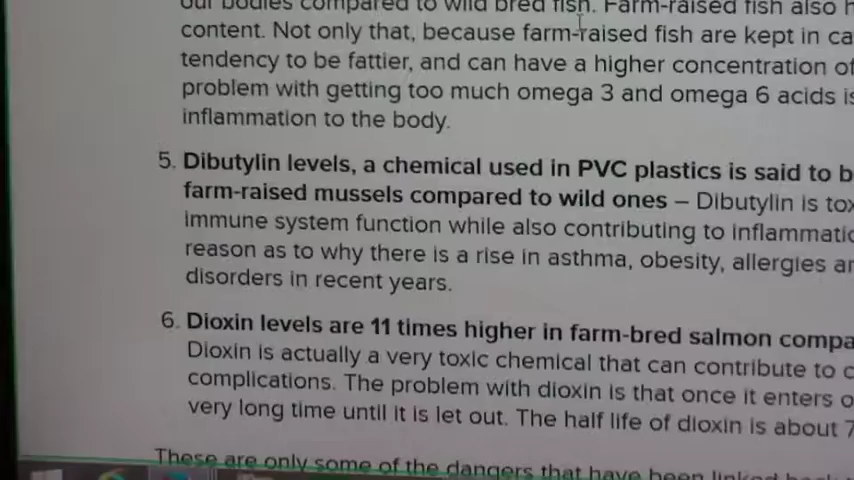 our bodies compared to wild bred fish. Farm-raised fish also h
content. Not only that, because farm-raised fish are kept in ca
tendency to be fattier, and can have a higher concentration of
problem with getting too much omega 3 and omega 6 acids is
inflammation to the body.
5. Dibutylin levels, a chemical used in PVC plastics is said to b
farm-raised mussels compared to wild ones – Dibutylin is tox
immune system function while also contributing to inflammatio
reason as to why there is a rise in asthma, obesity, allergies an
disorders in recent years.
6. Dioxin levels are 11 times higher in farm-bred salmon compa
Dioxin is actually a very toxic chemical that can contribute to c
complications. The problem with dioxin is that once it enters o
very long time until it is let out. The half life of dioxin is about 7
These are only some of the dangers that have been linked back t